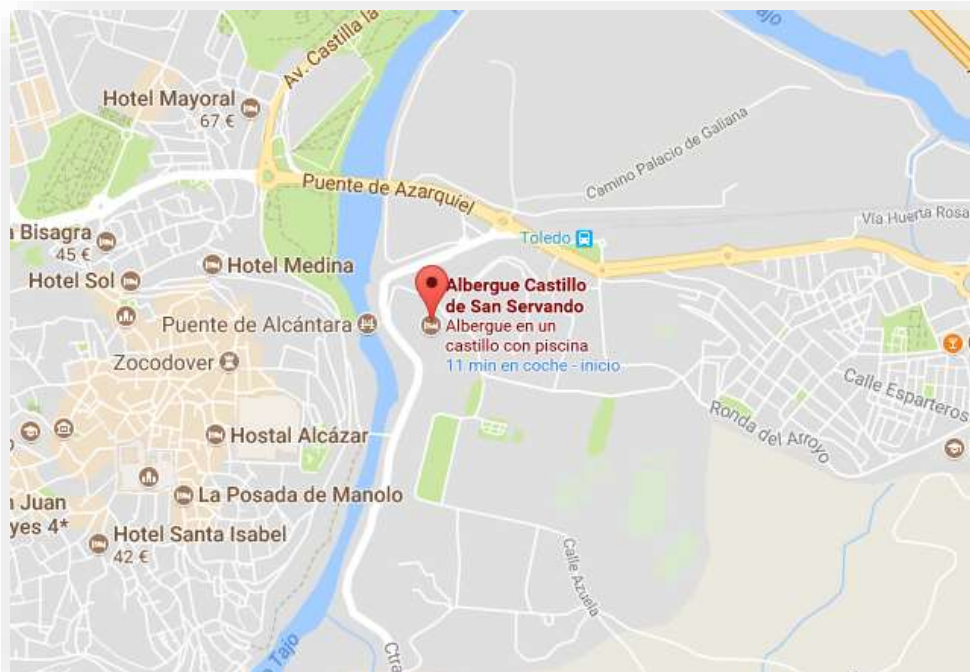 Av. Castilla la
ajo
Hotel Mayoral
67 €
Camino Palacio de Galiana
Puente de Azarquiel
Vía Huerta Rosa
a Bisagra
45 €
Toledo
Hotel Medina
Hotel Sol
Albergue Castillo
de San Servando
Albergue en un
castillo con piscina
11 min en coche - inicio
Puente de Alcántara
Zocodover
Calle Esparteros
Ronda del Arroyo
Hostal Alcázar
La Posada de Manolo
n Juan
yes 4*
Hotel Santa Isabel
42 €
Calle Azuela
Tajo
Ctra